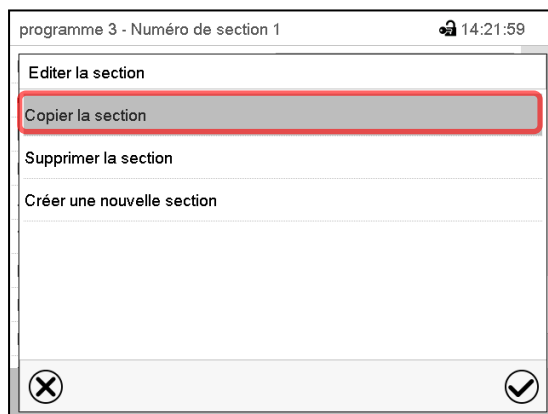 programme 3 - Numéro de section 1 14:21:59
Editer la section
Copier la section
Supprimer la section
Créer une nouvelle section